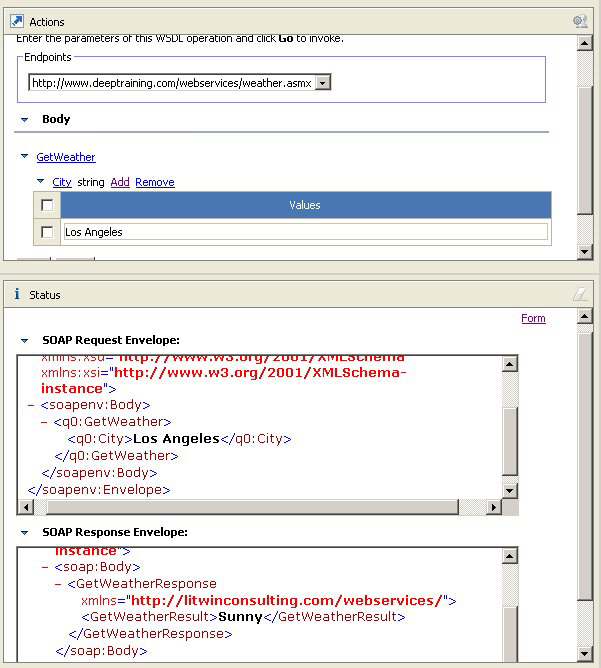 Actions
Enter the parameters of this WSDL operation and click Go to invoke.
Endpoints
http://www.deeptraining.com/webservices/weather.asmx
Body
GetWeather
City string Add Remove
Values
Los Angeles
i Status
Form
SOAP Request Envelope:
xmlns:xsd="http://www.w3.org/2001/XMLSchema"
xmlns:xsi="http://www.w3.org/2001/XMLSchema-
instance">
- <soapenv:Body>
- <q0:GetWeather>
<q0:City>Los Angeles</q0:City>
</q0:GetWeather>
</soapenv:Body>
</soapenv:Envelope>
SOAP Response Envelope:
instance">
- <soap:Body>
- <GetWeatherResponse
xmlns="http://litwinconsulting.com/webservices/">
<GetWeatherResult>Sunny</GetWeatherResult>
</GetWeatherResponse>
</soap:Body>